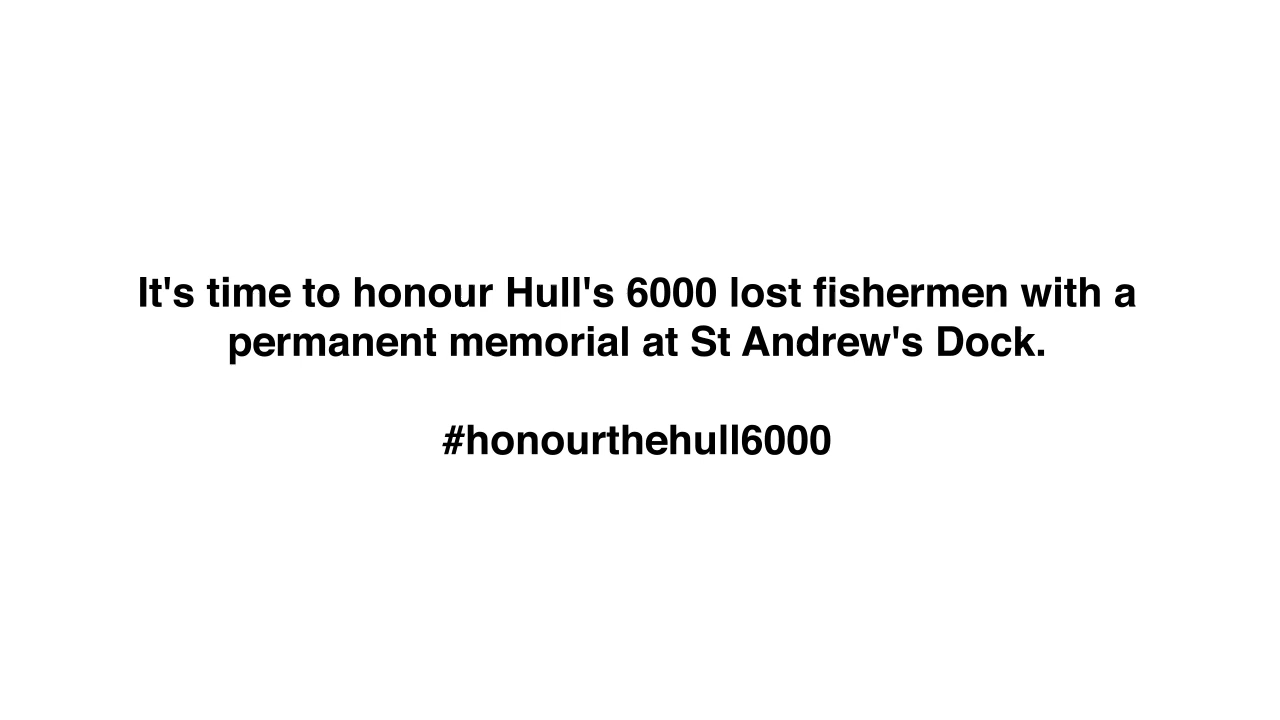 It's time to honour Hull's 6000 lost fishermen with a
permanent memorial at St Andrew's Dock.
#honourthehull6000